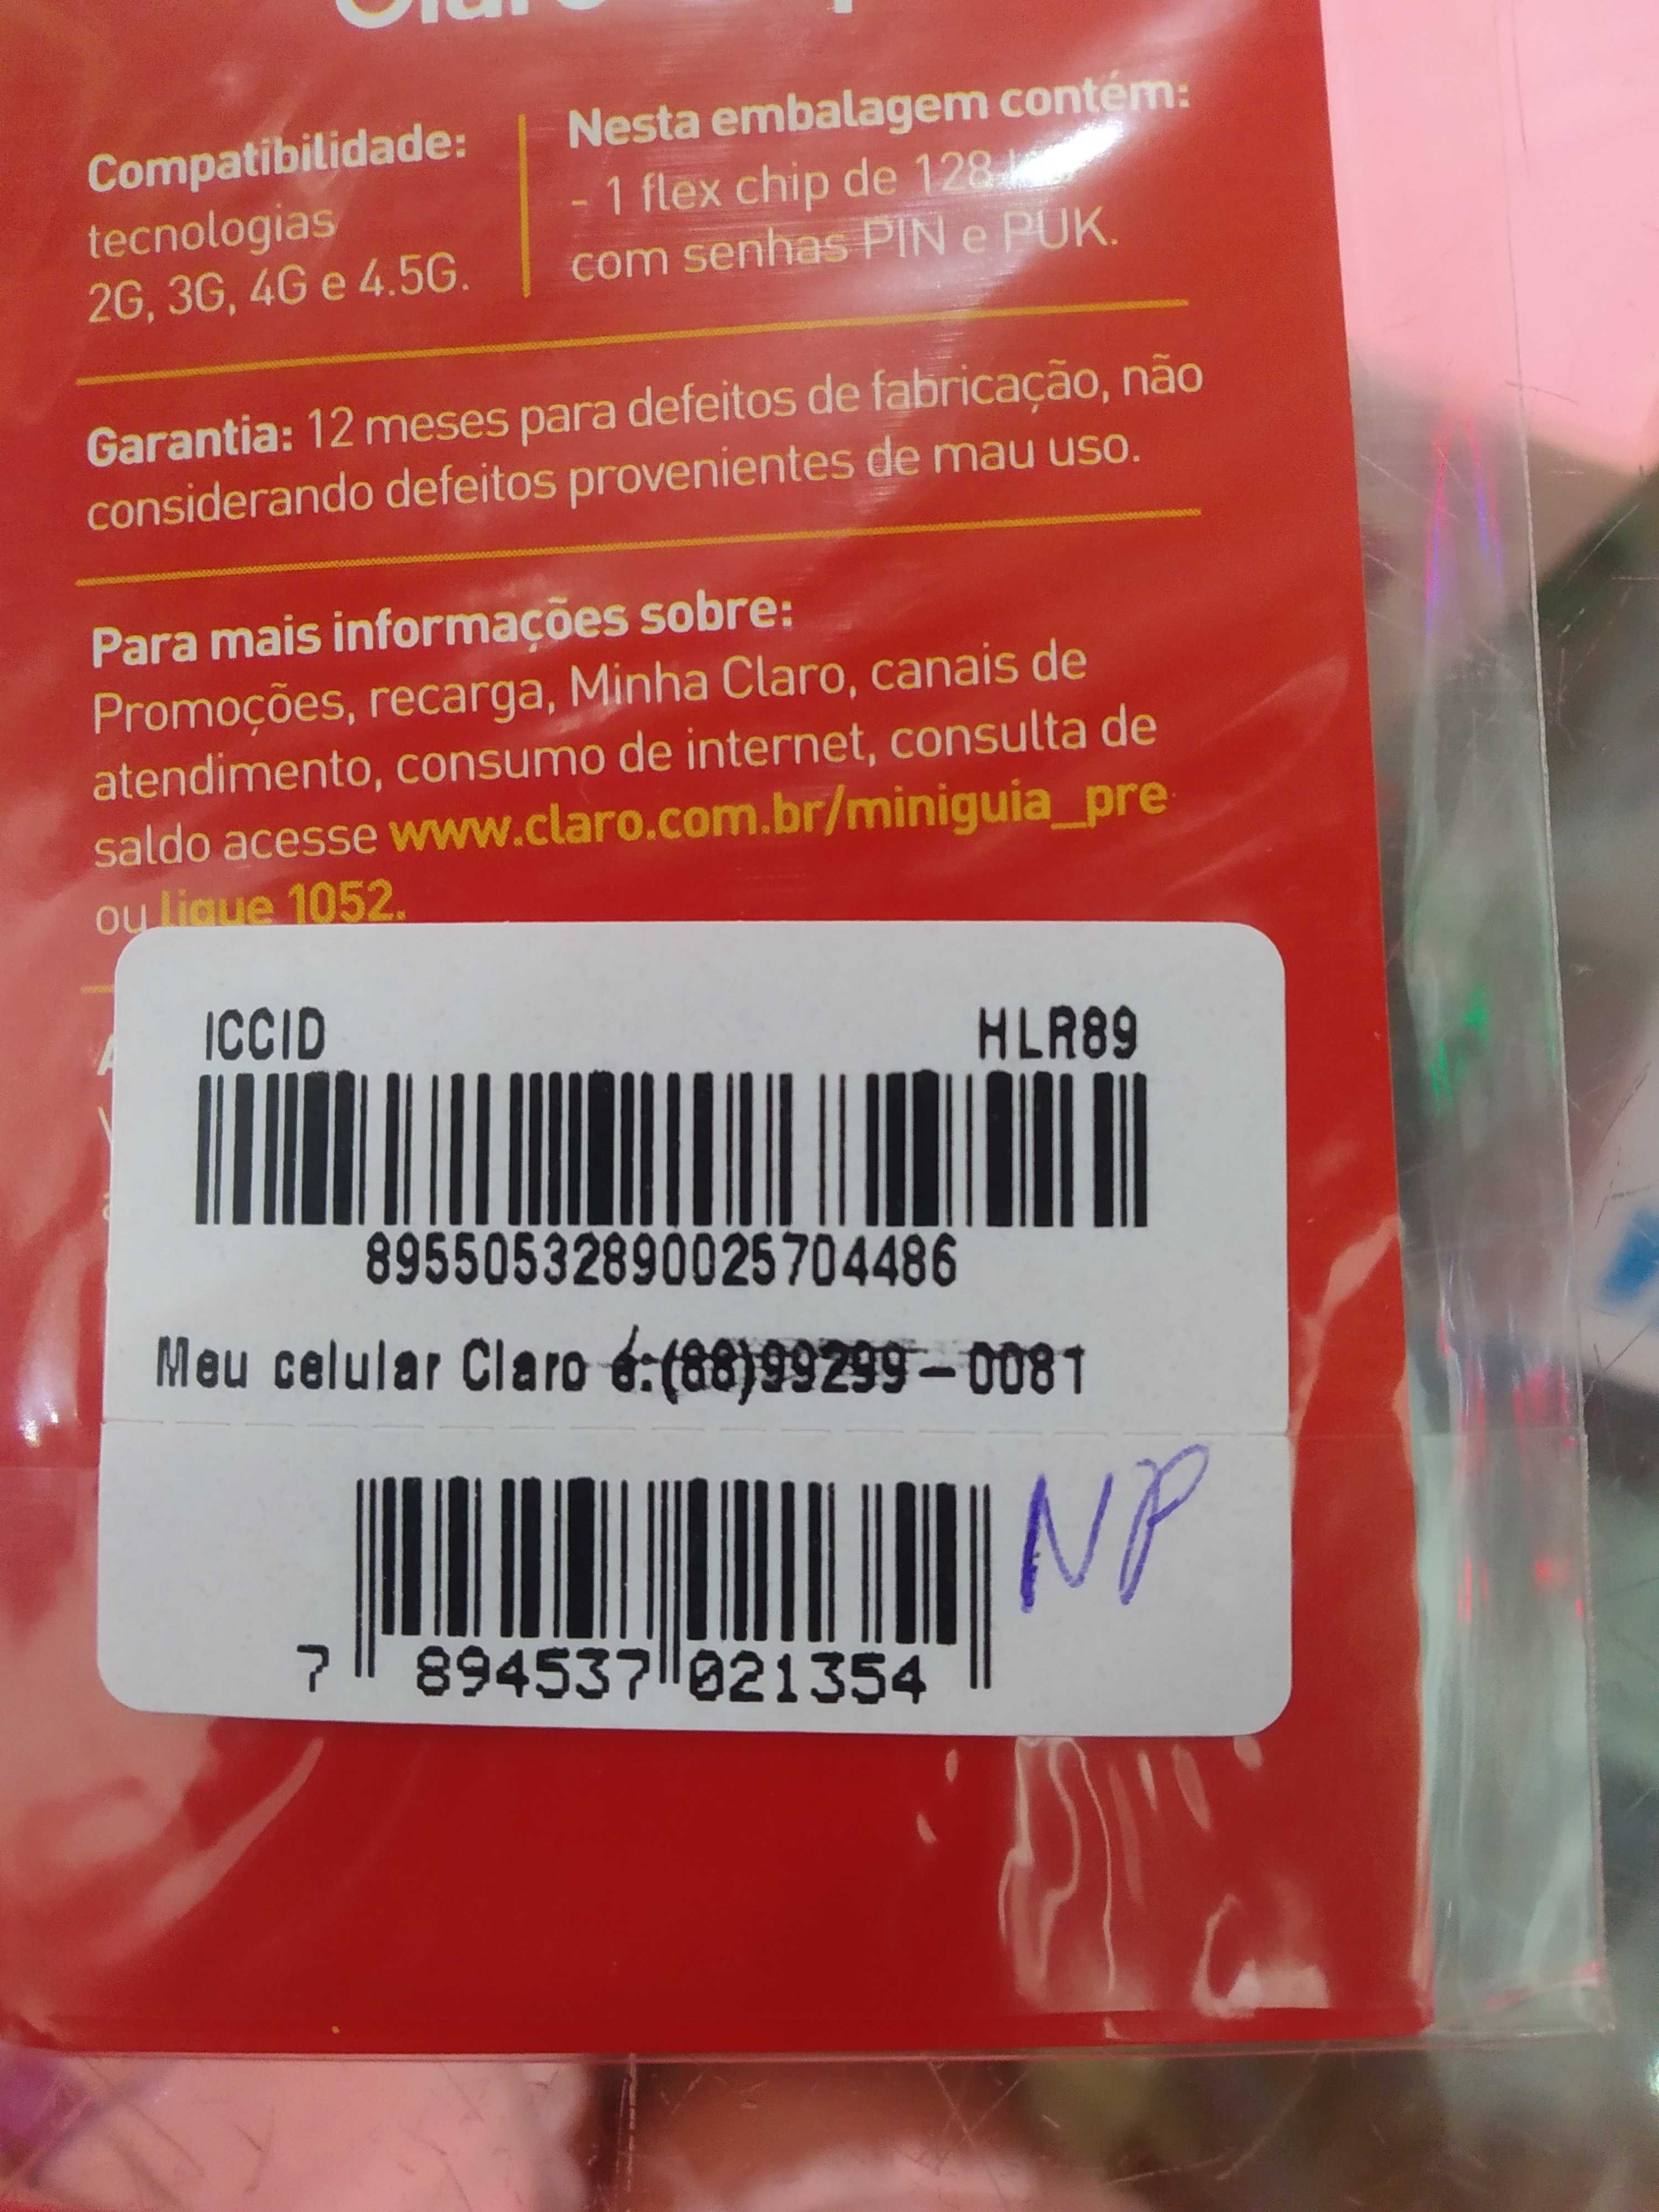 Compatibilidade:
tecnologias
2G, 3G, 4G e 4.5G.
Nesta embalagem contém:
- 1 flex chip de 128
com senhas PIN e PUK.
Garantia: 12 meses para defeitos de fabricação, não
considerando defeitos provenientes de mau uso.
Para mais informações sobre:
Promoções, recarga, Minha Claro, canais de
atendimento, consumo de internet, consulta de
saldo acesse www.claro.com.br/miniguia_pre
ou ligue 1052.
ICCID HLR89
89550532890025704486
Meu celular Claro é:(88)99299-0081
NP
7 894537 021354